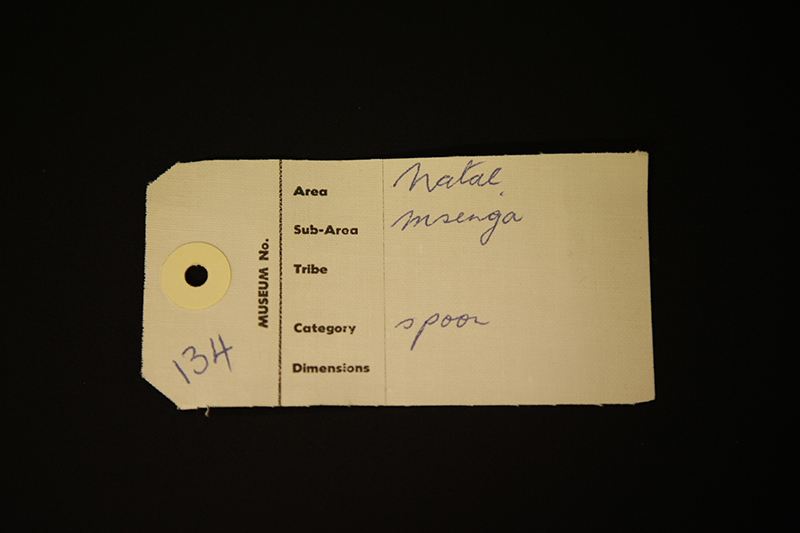 MUSEUM No.
134
Area Natal
Sub-Area msenga
Tribe
Category spoon
Dimensions